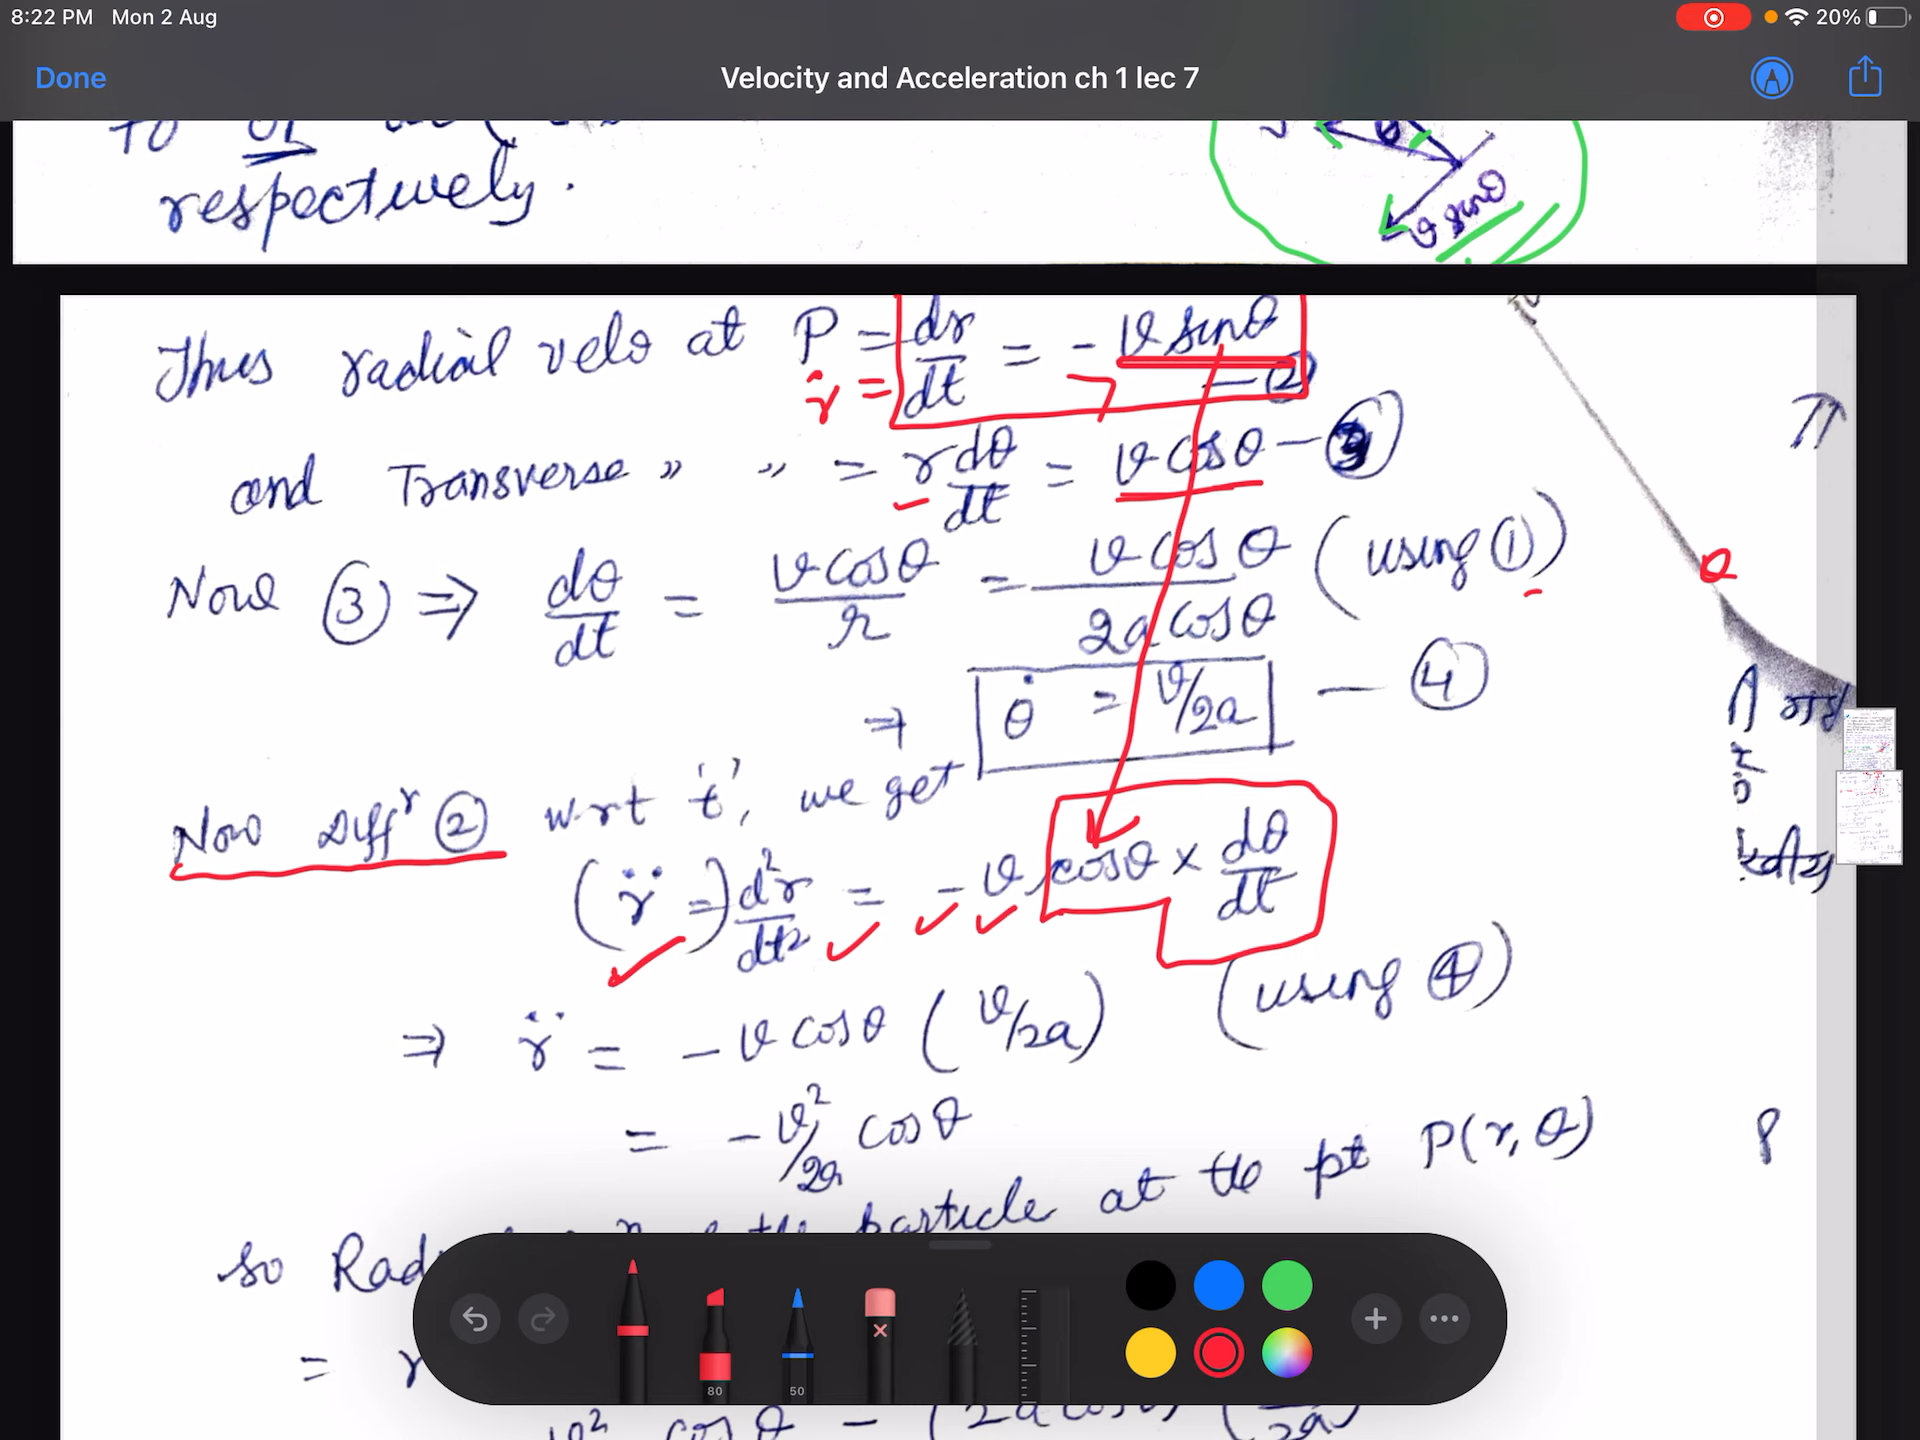 8:22 PM Mon 2 Aug
20%
Done
Velocity and Acceleration ch 1 lec 7
To
respectively.
v sinθ
Thus radial velo at P = dr/dt = - v sinθ — (2)
ṙ =
and Transverse " " = r dθ/dt = v cosθ — (3)
Now (3) ⇒ dθ/dt = v cosθ / r = v cosθ / 2a cosθ (using (1))
⇒ θ̇ = v/2a — (4)
Now Diffʳ (2) wrt 't', we get
(r̈ =) d²r/dt² = - v cosθ × dθ/dt
⇒ r̈ = - v cosθ (v/2a) (using (4))
= - v²/2a cosθ
particle at the pt P(r, θ)
so Rad
= r
cosθ -
80
50